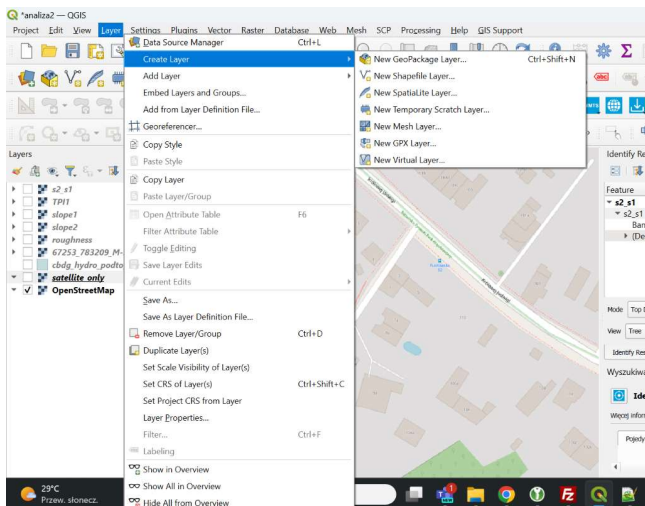 *analiza2 — QGIS
Project Edit View Layer Settings Plugins Vector Raster Database Web Mesh SCP Processing Help GIS Support
Data Source Manager Ctrl+L
Create Layer
Add Layer
Embed Layers and Groups...
Add from Layer Definition File...
Georeferencer...
Copy Style
Paste Style
Copy Layer
Paste Layer/Group
Open Attribute Table F6
Filter Attribute Table
Toggle Editing
Save Layer Edits
Current Edits
Save As...
Save As Layer Definition File...
Remove Layer/Group Ctrl+D
Duplicate Layer(s)
Set Scale Visibility of Layer(s)
Set CRS of Layer(s) Ctrl+Shift+C
Set Project CRS from Layer
Layer Properties...
Filter... Ctrl+F
Labeling
Show in Overview
Show All in Overview
Hide All from Overview
New GeoPackage Layer... Ctrl+Shift+N
New Shapefile Layer...
New SpatiaLite Layer...
New Temporary Scratch Layer...
New Mesh Layer...
New GPX Layer...
New Virtual Layer...
Layers
s2_s1
TPI1
slope1
slope2
roughness
67253_783209_M-
cbdg_hydro_podto
satellite only
OpenStreetMap
abc
Identify Re
Feature
s2_s1
s2_s1
Ban
(De
Mode Top D
View Tree
Identify Res
Wyszukiwa
Ide
Więcej inform
Pojedy
29°C
Przew. słonecz.
1